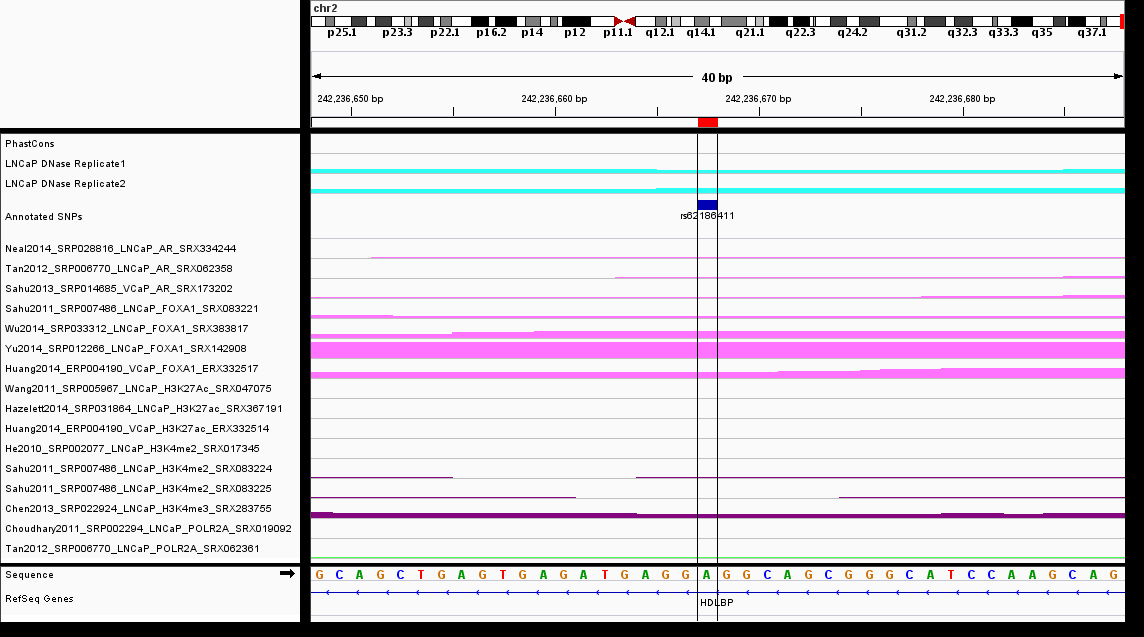 chr2
p25.1 p23.3 p22.1 p16.2 p14 p12 p11.1 q12.1 q14.1 q21.1 q22.3 q24.2 q31.2 q32.3 q33.3 q35 q37.1
40 bp
242,236,650 bp 242,236,660 bp 242,236,670 bp 242,236,680 bp
PhastCons
LNCaP DNase Replicate1
LNCaP DNase Replicate2
Annotated SNPs rs62186411
Neal2014_SRP028816_LNCaP_AR_SRX334244
Tan2012_SRP006770_LNCaP_AR_SRX062358
Sahu2013_SRP014685_VCaP_AR_SRX173202
Sahu2011_SRP007486_LNCaP_FOXA1_SRX083221
Wu2014_SRP033312_LNCaP_FOXA1_SRX383817
Yu2014_SRP012266_LNCaP_FOXA1_SRX142908
Huang2014_ERP004190_VCaP_FOXA1_ERX332517
Wang2011_SRP005967_LNCaP_H3K27Ac_SRX047075
Hazelett2014_SRP031864_LNCaP_H3K27ac_SRX367191
Huang2014_ERP004190_VCaP_H3K27ac_ERX332514
He2010_SRP002077_LNCaP_H3K4me2_SRX017345
Sahu2011_SRP007486_LNCaP_H3K4me2_SRX083224
Sahu2011_SRP007486_LNCaP_H3K4me2_SRX083225
Chen2013_SRP022924_LNCaP_H3K4me3_SRX283755
Choudhary2011_SRP002294_LNCaP_POLR2A_SRX019092
Tan2012_SRP006770_LNCaP_POLR2A_SRX062361
Sequence G C A G C T G A G T G A G A T G A G G A G G C A G C G G G C A T C C A A G C A G
RefSeq Genes HDLBP